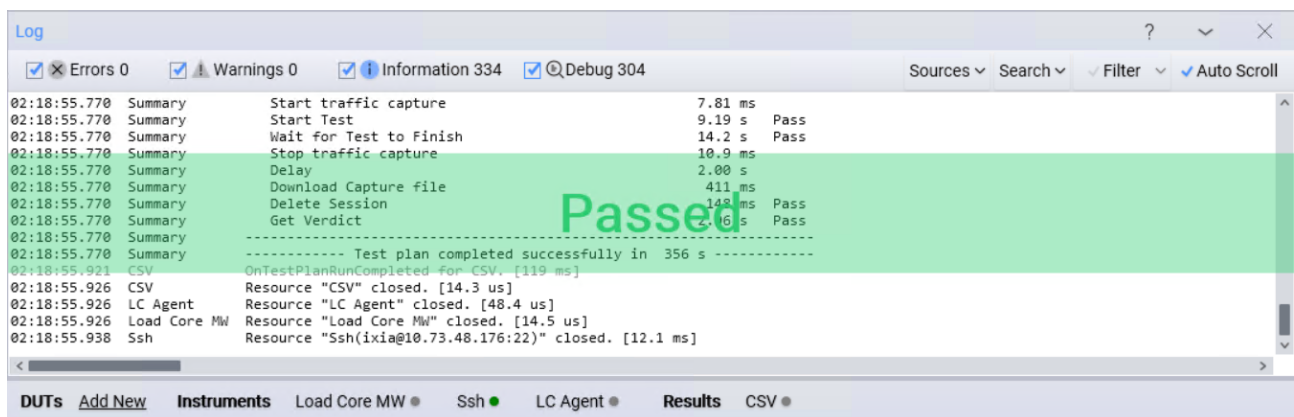 Log ?
Errors 0 Warnings 0 Information 334 Debug 304 Sources Search Filter Auto Scroll
02:18:55.770 Summary Start traffic capture 7.81 ms
02:18:55.770 Summary Start Test 9.19 s Pass
02:18:55.770 Summary Wait for Test to Finish 14.2 s Pass
02:18:55.770 Summary Stop traffic capture 10.9 ms
02:18:55.770 Summary Delay 2.00 s
02:18:55.770 Summary Download Capture file 411 ms
02:18:55.770 Summary Delete Session 148 ms Pass
02:18:55.770 Summary Get Verdict 2.06 s Pass
Passed
02:18:55.770 Summary --------------------------------------------------------------------------
02:18:55.770 Summary ------------ Test plan completed successfully in 356 s ------------
02:18:55.921 CSV OnTestPlanRunCompleted for CSV. [119 ms]
02:18:55.926 CSV Resource "CSV" closed. [14.3 us]
02:18:55.926 LC Agent Resource "LC Agent" closed. [48.4 us]
02:18:55.926 Load Core MW Resource "Load Core MW" closed. [14.5 us]
02:18:55.938 Ssh Resource "Ssh(ixia@10.73.48.176:22)" closed. [12.1 ms]
DUTs Add New Instruments Load Core MW Ssh LC Agent Results CSV